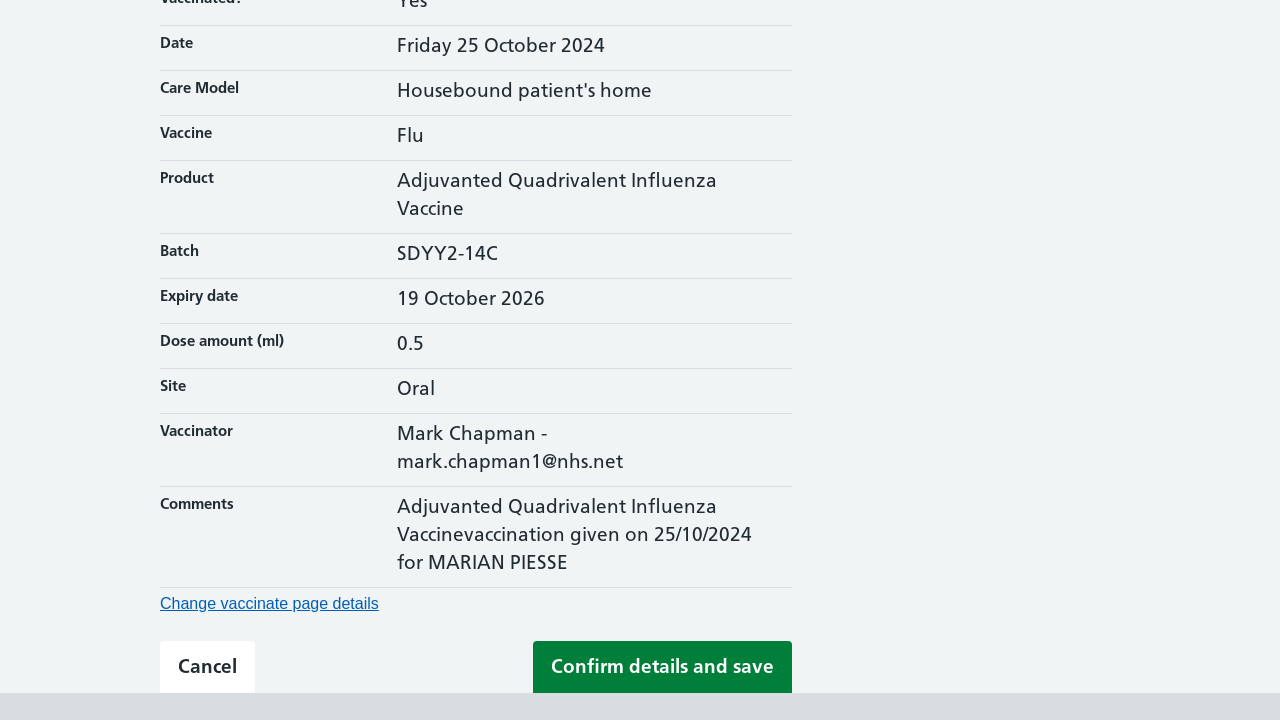 Vaccinated? Yes
Date Friday 25 October 2024
Care Model Housebound patient's home
Vaccine Flu
Product Adjuvanted Quadrivalent Influenza
Vaccine
Batch SDYY2-14C
Expiry date 19 October 2026
Dose amount (ml) 0.5
Site Oral
Vaccinator Mark Chapman -
mark.chapman1@nhs.net
Comments Adjuvanted Quadrivalent Influenza
Vaccinevaccination given on 25/10/2024
for MARIAN PIESSE
Change vaccinate page details
Cancel Confirm details and save